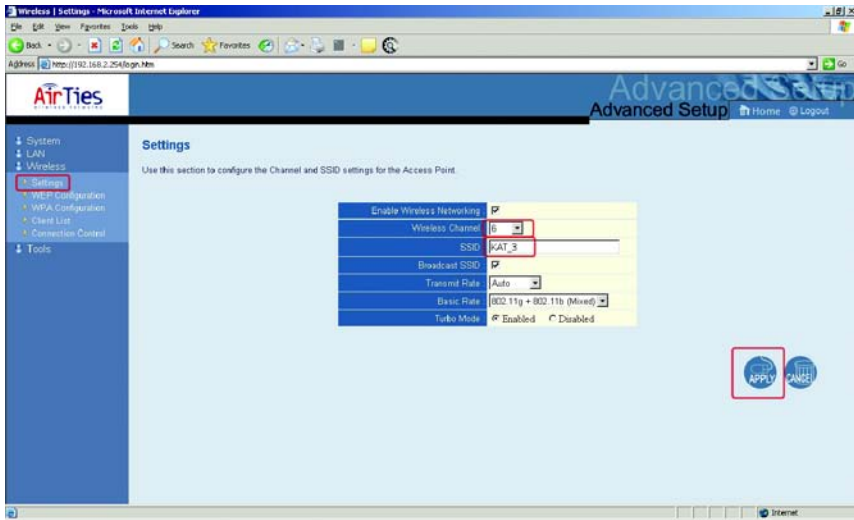 Wireless | Settings - Microsoft Internet Explorer
File Edit View Favorites Tools Help
Back Search Favorites
Address http://192.168.2.254/login.htm Go
AirTies
wireless networks
Advanced Setup
Advanced Setup Home Logout
System
LAN
Wireless
Settings
WEP Configuration
WPA Configuration
Client List
Connection Control
Tools
Settings
Use this section to configure the Channel and SSID settings for the Access Point.
Enable Wireless Networking
Wireless Channel 6
SSID KAT_3
Broadcast SSID
Transmit Rate Auto
Basic Rate 802.11g + 802.11b (Mixed)
Turbo Mode Enabled Disabled
APPLY CANCEL
Internet